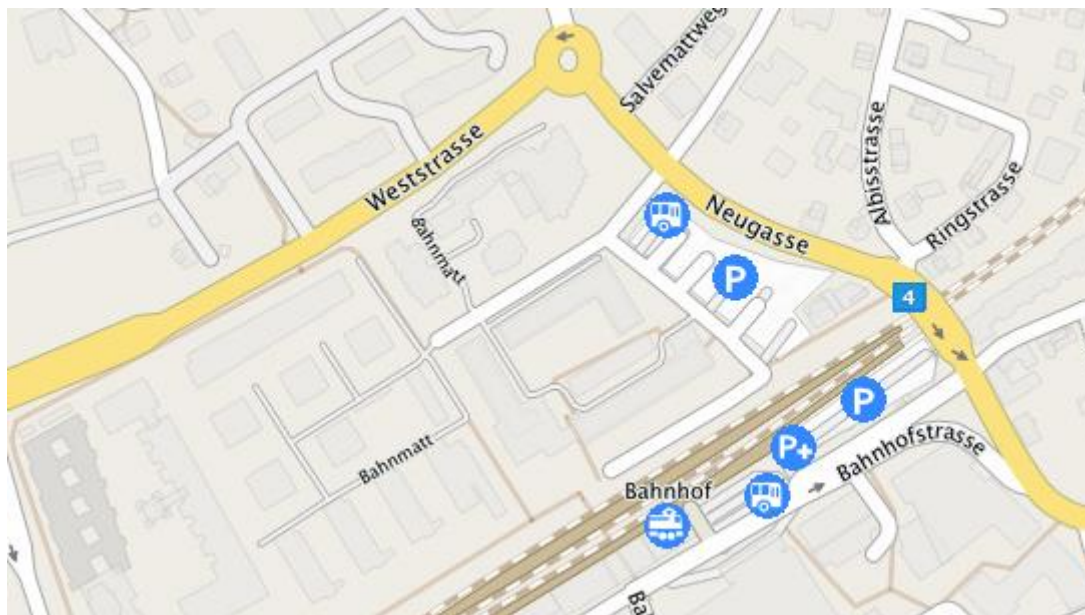 Salvemattweg
Weststrasse
Albisstrasse
Neugasse
Ringstrasse
Bahnmatt
P
4
P
Bahnmatt
P+
Bahnhofstrasse
Bahnhof